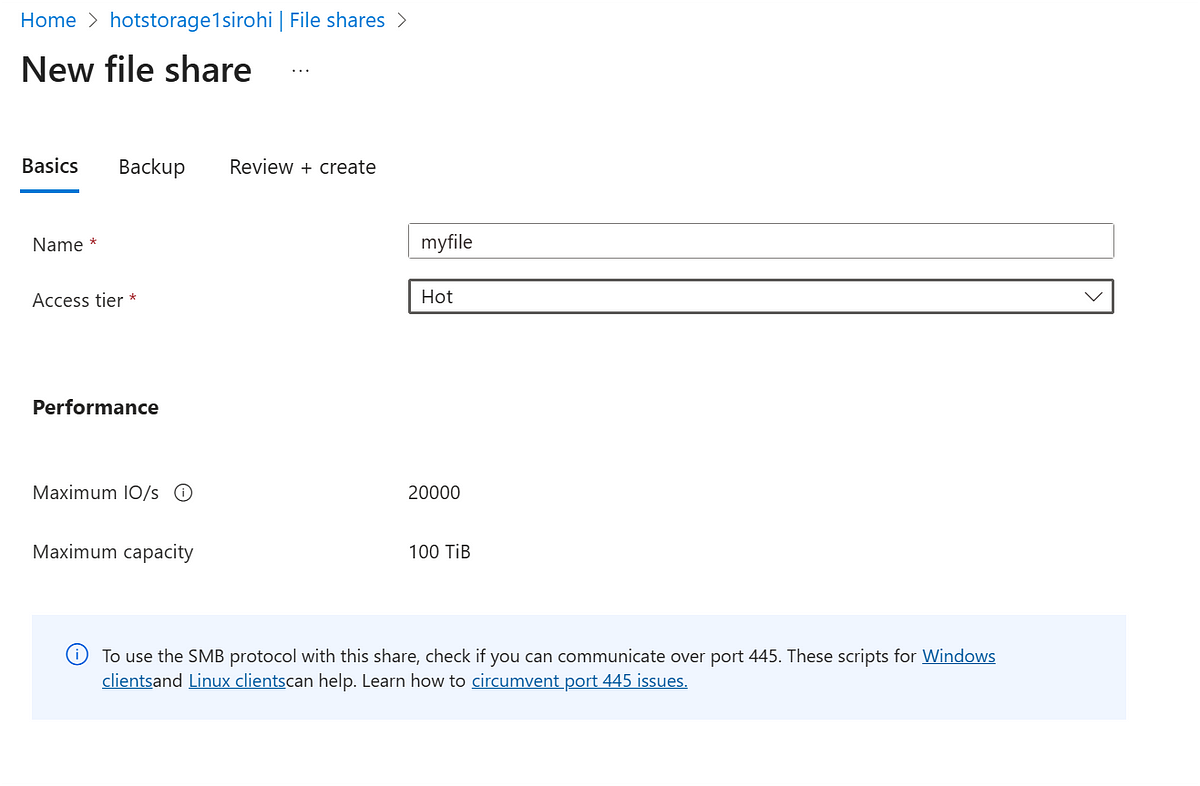 Home > hotstorage1sirohi | File shares >
New file share ...
Basics Backup Review + create
Name * myfile
Access tier * Hot
Performance
Maximum IO/s 20000
Maximum capacity 100 TiB
To use the SMB protocol with this share, check if you can communicate over port 445. These scripts for Windows
clientsand Linux clientscan help. Learn how to circumvent port 445 issues.